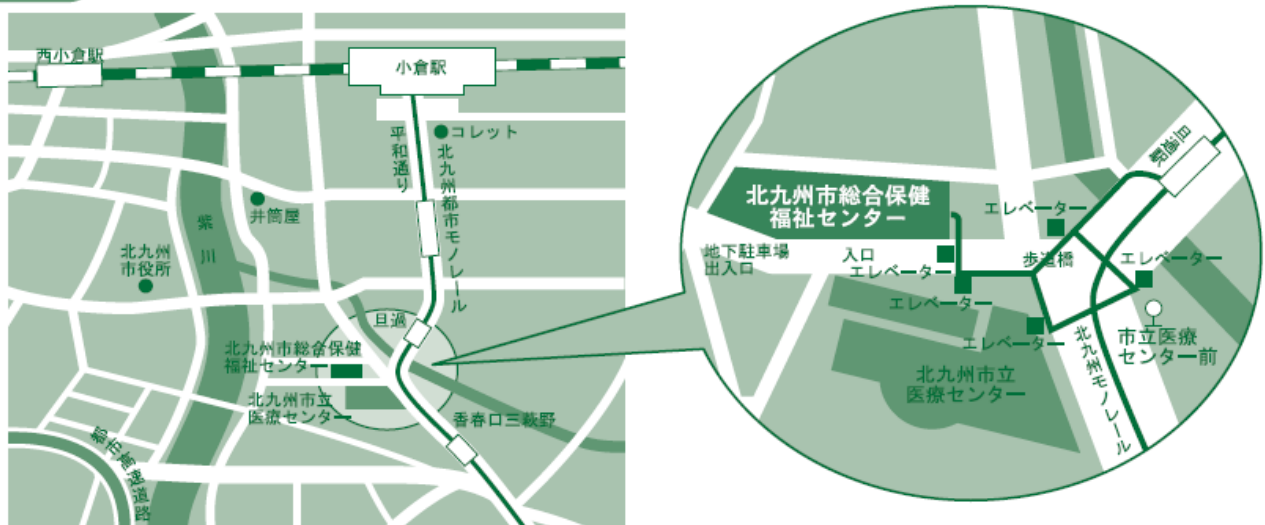 西小倉駅
小倉駅
コレット
平和通り
北九州都市モノレール
井筒屋
紫川
北九州
市役所
旦過
北九州市総合保健
福祉センター
北九州市立
医療センター
香春口三萩野
都市高速道路
旦過駅
北九州市総合保健
福祉センター
エレベーター
地下駐車場
出入口
入口
エレベーター
歩道橋
エレベーター
エレベーター
エレベーター
市立医療
センター前
北九州市立
医療センター
北九州モノレール